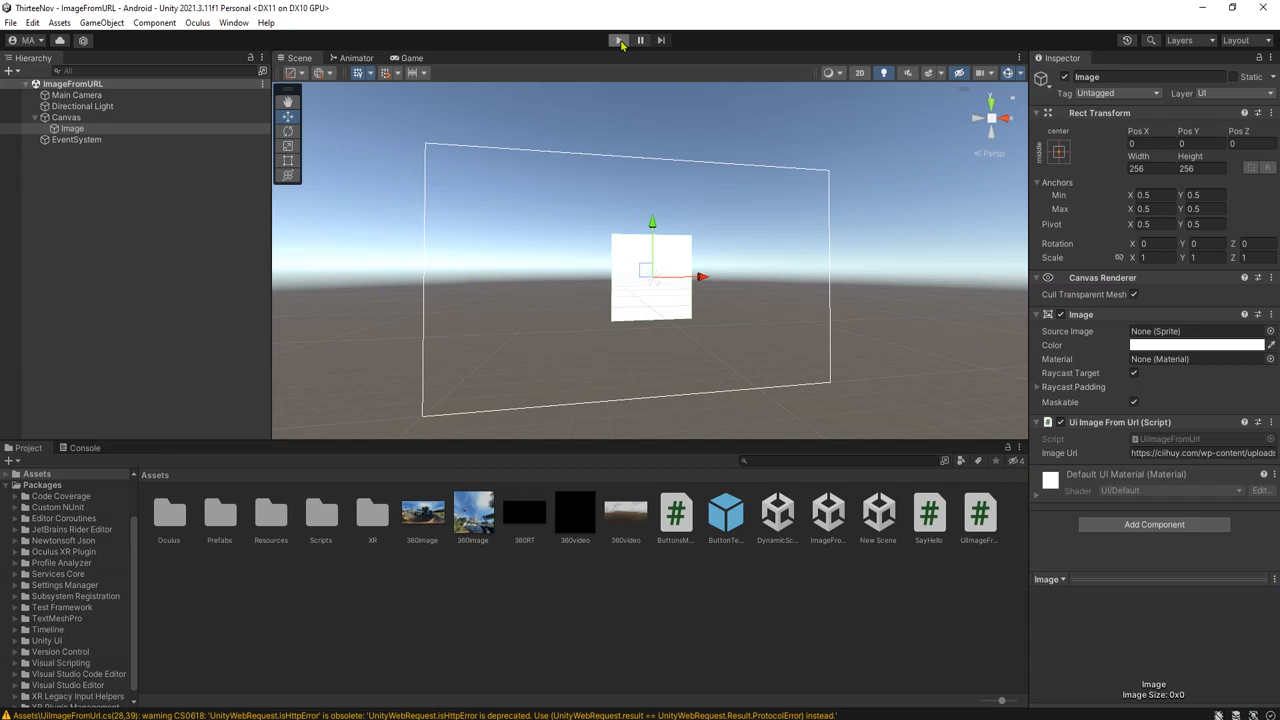 ThirteeNov - ImageFromURL - Android - Unity 2021.3.11f1 Personal <DX11 on DX10 GPU>
File Edit Assets GameObject Component Oculus Window Help
MA Layers Layout
Hierarchy Scene Animator Game Inspector
All
2D
ImageFromURL
Main Camera
Directional Light
Canvas
Image
EventSystem
y
x
Persp
Image Static
Tag Untagged Layer UI
Rect Transform
center
middle
Pos X Pos Y Pos Z
0 0 0
Width Height
256 256
R
Anchors
Min X 0.5 Y 0.5
Max X 0.5 Y 0.5
Pivot X 0.5 Y 0.5
Rotation X 0 Y 0 Z 0
Scale X 1 Y 1 Z 1
Canvas Renderer
Cull Transparent Mesh
Image
Source Image None (Sprite)
Color
Material None (Material)
Raycast Target
Raycast Padding
Maskable
Ui Image From Url (Script)
Script UiImageFromUrl
Image Url https://ciihuy.com/wp-content/uploads
Default UI Material (Material)
Shader UI/Default Edit...
Add Component
Image
Image
Image Size: 0x0
Project Console
4
Assets
Packages
Code Coverage
Custom NUnit
Editor Coroutines
JetBrains Rider Editor
Newtonsoft Json
Oculus XR Plugin
Profile Analyzer
Services Core
Settings Manager
Subsystem Registration
Test Framework
TextMeshPro
Timeline
Unity UI
Version Control
Visual Scripting
Visual Studio Code Editor
Visual Studio Editor
XR Legacy Input Helpers
XR Plugin Management
Assets
Oculus Prefabs Resources Scripts XR 360image 360image 360RT 360video 360video ButtonsM... ButtonTe... DynamicSc... ImageFro... New Scene SayHello UiImageFr...
Assets\UiImageFromUrl.cs(28,39): warning CS0618: 'UnityWebRequest.isHttpError' is obsolete: 'UnityWebRequest.isHttpError is deprecated. Use (UnityWebRequest.result == UnityWebRequest.Result.ProtocolError) instead.'